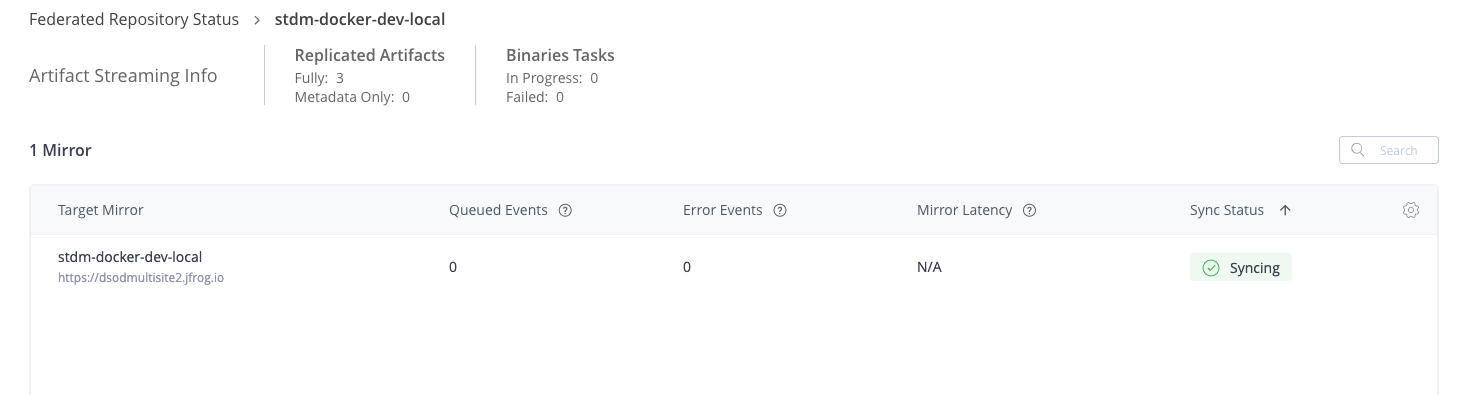 Federated Repository Status > stdm-docker-dev-local
Artifact Streaming Info
Replicated Artifacts
Fully: 3
Metadata Only: 0
Binaries Tasks
In Progress: 0
Failed: 0
1 Mirror
Search
Target Mirror Queued Events ? Error Events ? Mirror Latency ? Sync Status ↑
stdm-docker-dev-local 0 0 N/A Syncing
https://dsodmultisite2.jfrog.io